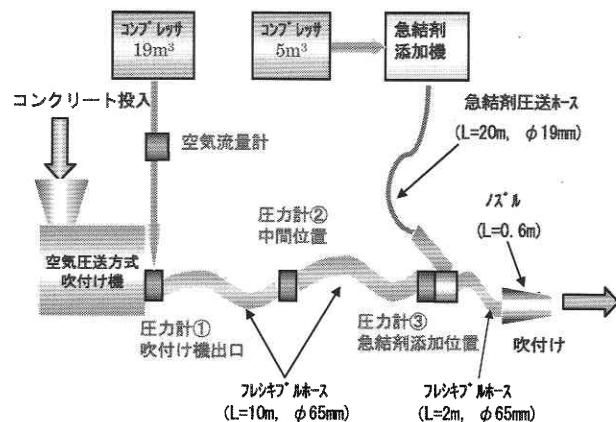 コンプレッサ
19m³
コンプレッサ
5m³
急結剤
添加機
コンクリート投入
空気流量計
急結剤圧送ホース
(L=20m, φ19mm)
圧力計②
中間位置
ノズル
(L=0.6m)
空気圧送方式
吹付け機
圧力計①
吹付け機出口
圧力計③
急結剤添加位置
吹付け
フレシキブルホース
(L=10m, φ65mm)
フレシキブルホース
(L=2m, φ65mm)